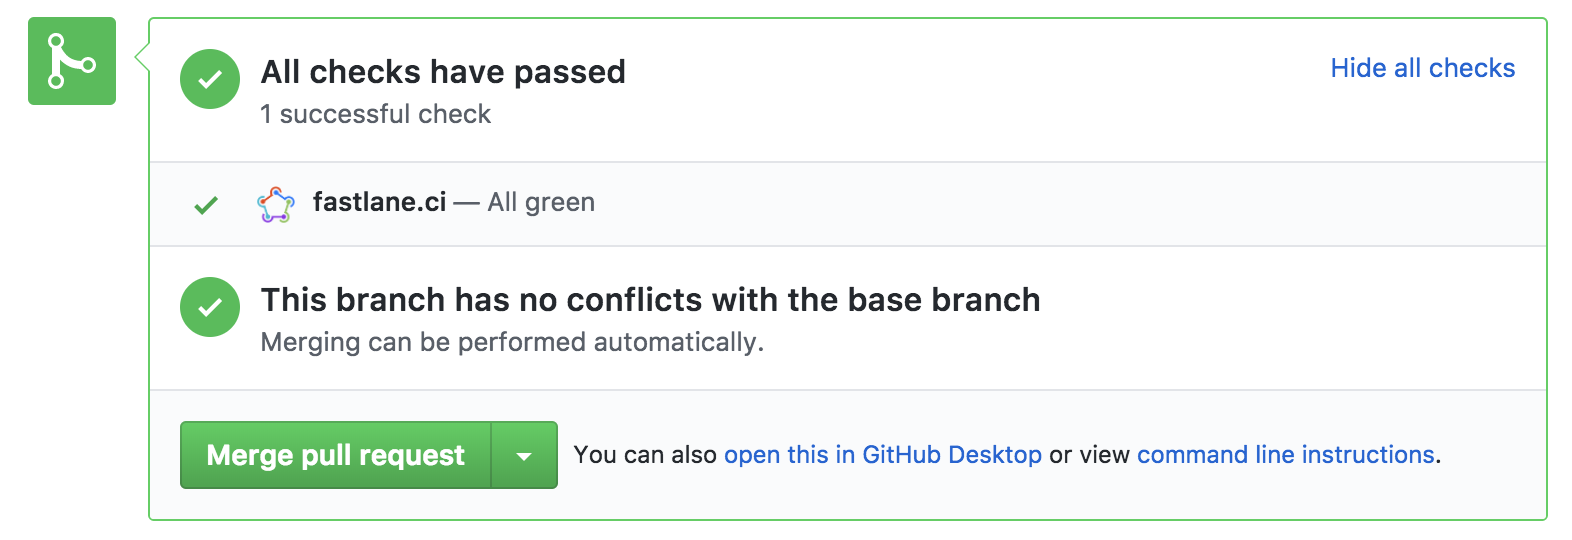 All checks have passed
Hide all checks
1 successful check
fastlane.ci — All green
This branch has no conflicts with the base branch
Merging can be performed automatically.
Merge pull request
You can also open this in GitHub Desktop or view command line instructions.